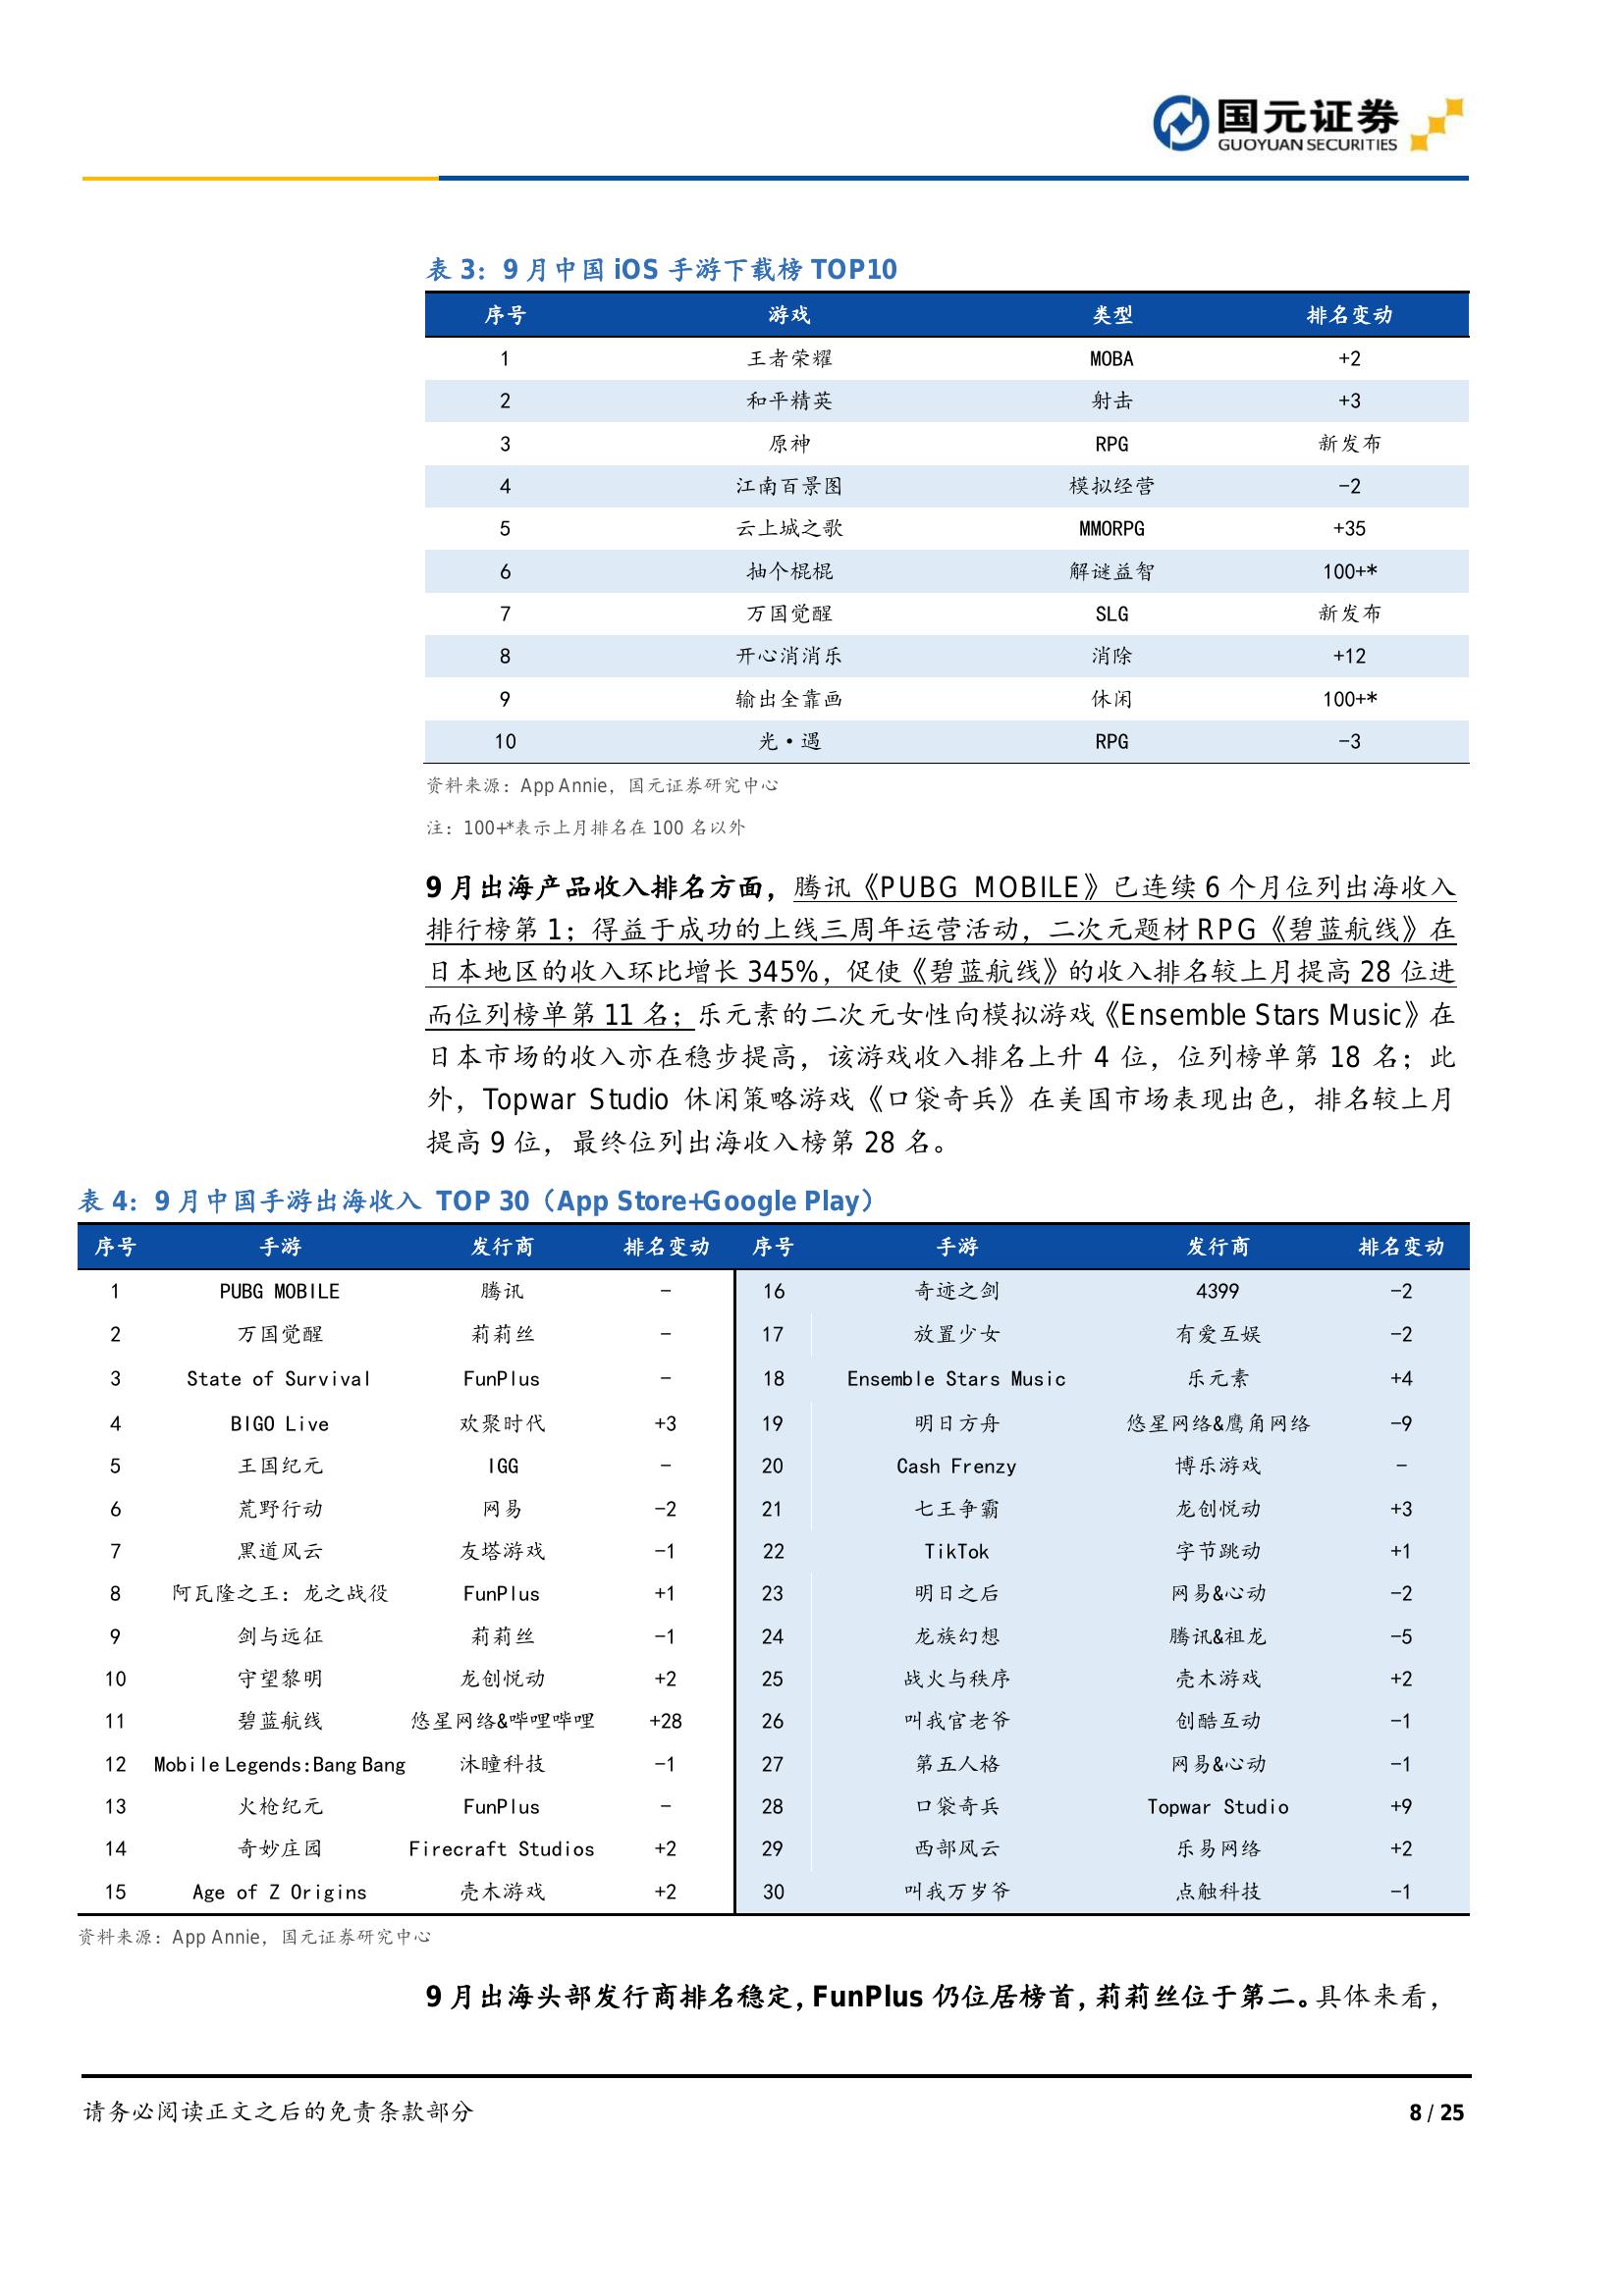 国元证券
GUOYUAN SECURITIES
表 3：9 月中国 iOS 手游下载榜 TOP10
序号 游戏 类型 排名变动
1 王者荣耀 MOBA +2
2 和平精英 射击 +3
3 原神 RPG 新发布
4 江南百景图 模拟经营 -2
5 云上城之歌 MMORPG +35
6 抽个棍棍 解谜益智 100+*
7 万国觉醒 SLG 新发布
8 开心消消乐 消除 +12
9 输出全靠画 休闲 100+*
10 光·遇 RPG -3
资料来源：App Annie，国元证券研究中心
注：100+*表示上月排名在 100 名以外
9 月出海产品收入排名方面，腾讯《PUBG MOBILE》已连续 6 个月位列出海收入
排行榜第 1；得益于成功的上线三周年运营活动，二次元题材 RPG《碧蓝航线》在
日本地区的收入环比增长 345%，促使《碧蓝航线》的收入排名较上月提高 28 位进
而位列榜单第 11 名；乐元素的二次元女性向模拟游戏《Ensemble Stars Music》在
日本市场的收入亦在稳步提高，该游戏收入排名上升 4 位，位列榜单第 18 名；此
外，Topwar Studio 休闲策略游戏《口袋奇兵》在美国市场表现出色，排名较上月
提高 9 位，最终位列出海收入榜第 28 名。
表 4：9 月中国手游出海收入 TOP 30（App Store+Google Play）
序号 手游 发行商 排名变动 序号 手游 发行商 排名变动
1 PUBG MOBILE 腾讯 - 16 奇迹之剑 4399 -2
2 万国觉醒 莉莉丝 - 17 放置少女 有爱互娱 -2
3 State of Survival FunPlus - 18 Ensemble Stars Music 乐元素 +4
4 BIGO Live 欢聚时代 +3 19 明日方舟 悠星网络&鹰角网络 -9
5 王国纪元 IGG - 20 Cash Frenzy 博乐游戏 -
6 荒野行动 网易 -2 21 七王争霸 龙创悦动 +3
7 黑道风云 友塔游戏 -1 22 TikTok 字节跳动 +1
8 阿瓦隆之王：龙之战役 FunPlus +1 23 明日之后 网易&心动 -2
9 剑与远征 莉莉丝 -1 24 龙族幻想 腾讯&祖龙 -5
10 守望黎明 龙创悦动 +2 25 战火与秩序 壳木游戏 +2
11 碧蓝航线 悠星网络&哔哩哔哩 +28 26 叫我官老爷 创酷互动 -1
12 Mobile Legends:Bang Bang 沐瞳科技 -1 27 第五人格 网易&心动 -1
13 火枪纪元 FunPlus - 28 口袋奇兵 Topwar Studio +9
14 奇妙庄园 Firecraft Studios +2 29 西部风云 乐易网络 +2
15 Age of Z Origins 壳木游戏 +2 30 叫我万岁爷 点触科技 -1
资料来源：App Annie，国元证券研究中心
9 月出海头部发行商排名稳定，FunPlus 仍位居榜首，莉莉丝位于第二。具体来看，
请务必阅读正文之后的免责条款部分 8 / 25